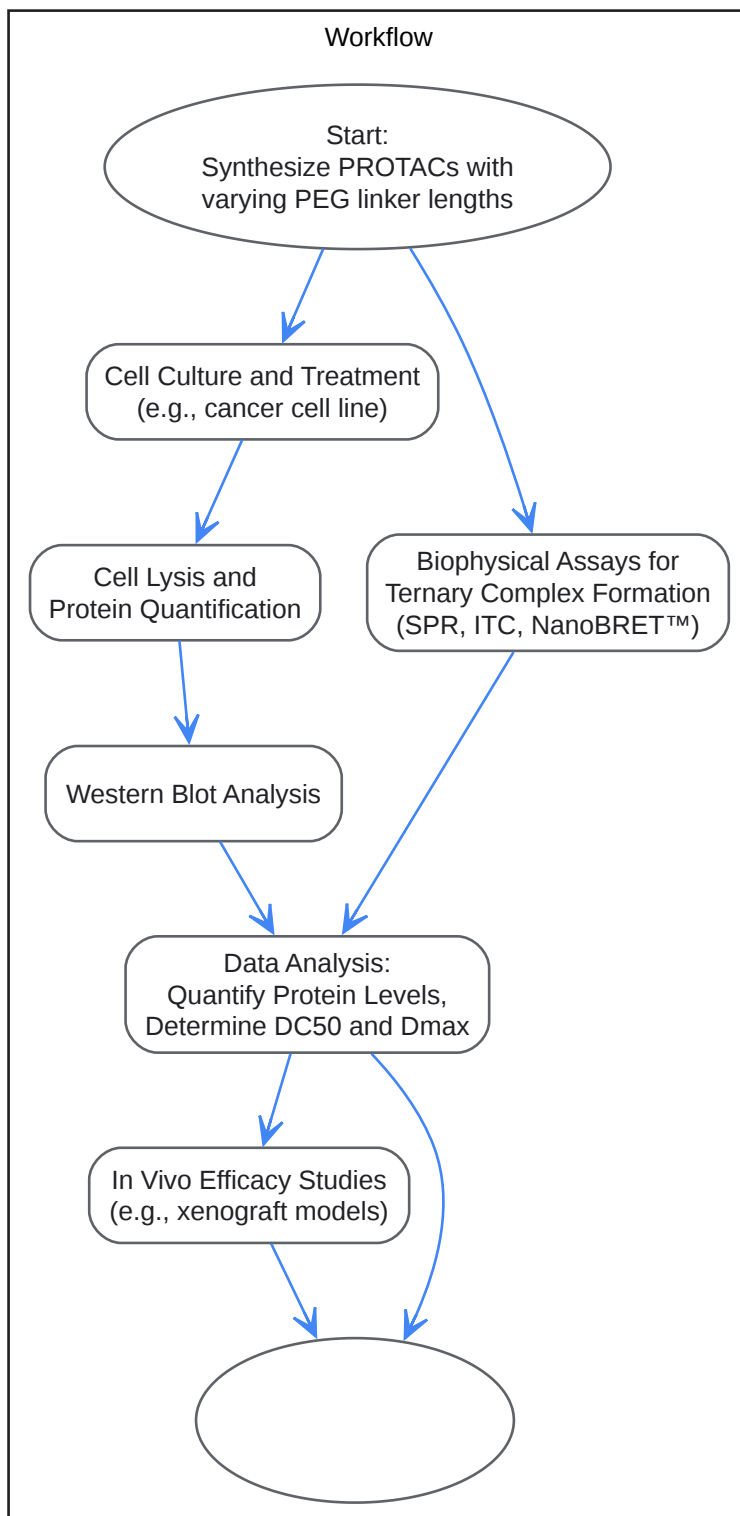 Workflow
Start:
Synthesize PROTACs with
varying PEG linker lengths
Cell Culture and Treatment
(e.g., cancer cell line)
Cell Lysis and
Protein Quantification
Biophysical Assays for
Ternary Complex Formation
(SPR, ITC, NanoBRET™)
Western Blot Analysis
Data Analysis:
Quantify Protein Levels,
Determine DC50 and Dmax
In Vivo Efficacy Studies
(e.g., xenograft models)